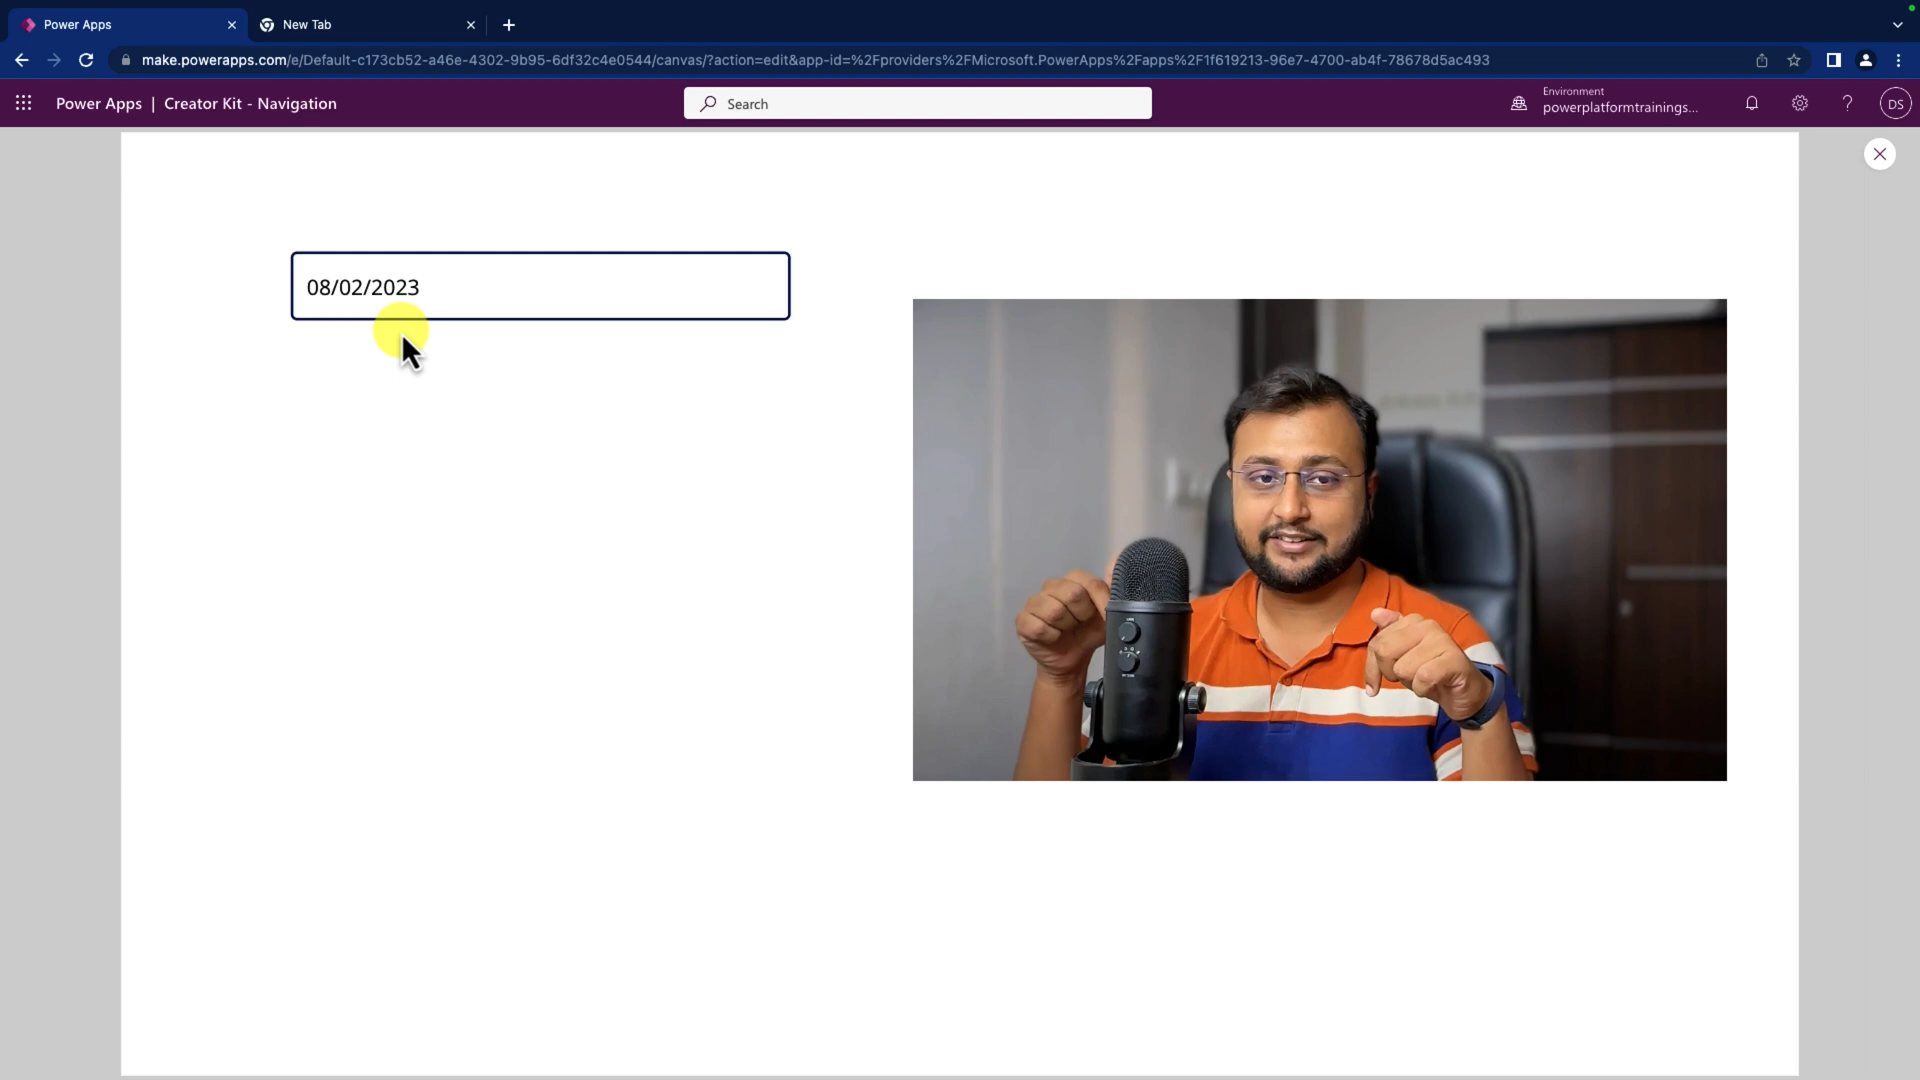 Power Apps
New Tab
make.powerapps.com/e/Default-c173cb52-a46e-4302-9b95-6df32c4e0544/canvas/?action=edit&app-id=%2Fproviders%2FMicrosoft.PowerApps%2Fapps%2F1f619213-96e7-4700-ab4f-78678d5ac493
Power Apps | Creator Kit - Navigation
Search
Environment
powerplatformtrainings...
DS
08/02/2023